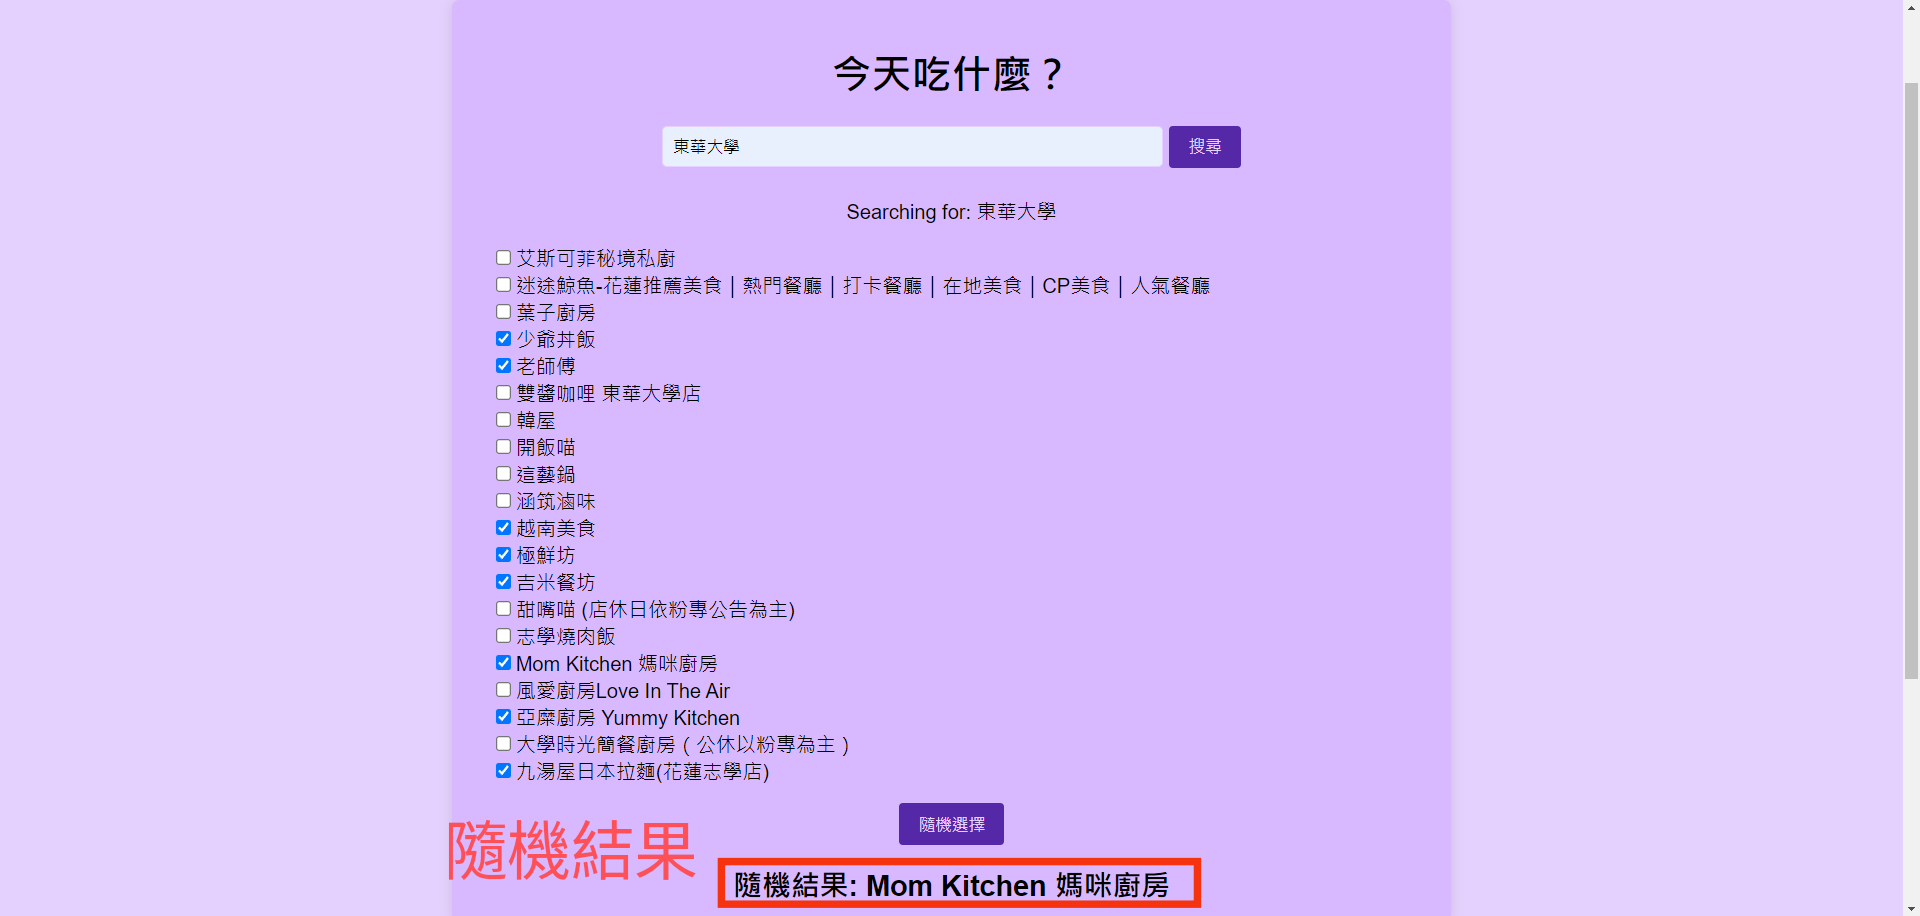 今天吃什麼？
東華大學
搜尋
Searching for: 東華大學
艾斯可菲秘境私廚
迷途鯨魚-花蓮推薦美食｜熱門餐廳｜打卡餐廳｜在地美食｜CP美食｜人氣餐廳
葉子廚房
少爺丼飯
老師傅
雙醬咖哩 東華大學店
韓屋
開飯喵
這藝鍋
涵筑滷味
越南美食
極鮮坊
吉米餐坊
甜嘴喵 (店休日依粉專公告為主)
志學燒肉飯
Mom Kitchen 媽咪廚房
風愛廚房Love In The Air
亞糜廚房 Yummy Kitchen
大學時光簡餐廚房（公休以粉專為主）
九湯屋日本拉麵(花蓮志學店)
隨機選擇
隨機結果
隨機結果: Mom Kitchen 媽咪廚房